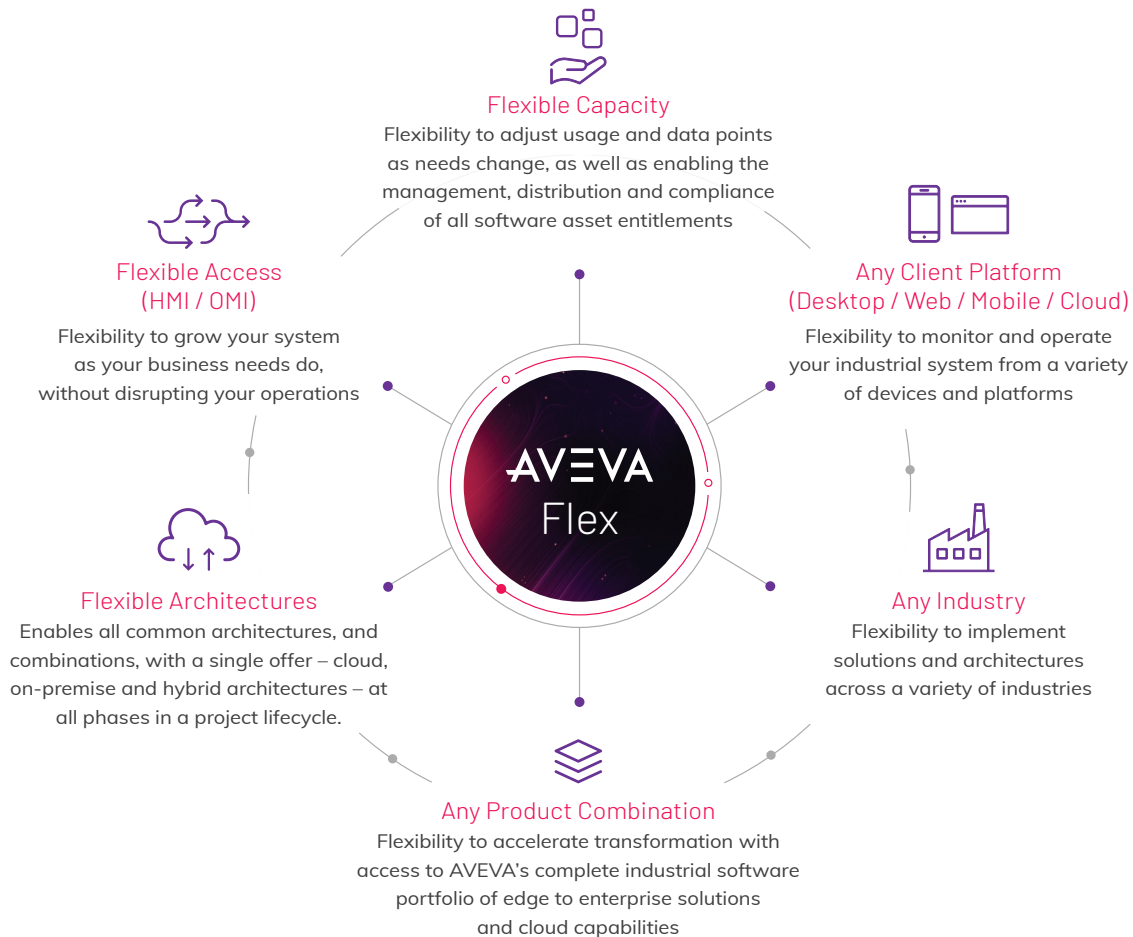 Flexible Capacity
Flexibility to adjust usage and data points
as needs change, as well as enabling the
management, distribution and compliance
of all software asset entitlements
Flexible Access
(HMI / OMI)
Flexibility to grow your system
as your business needs do,
without disrupting your operations
Any Client Platform
(Desktop / Web / Mobile / Cloud)
Flexibility to monitor and operate
your industrial system from a variety
of devices and platforms
AVEVA
Flex
Flexible Architectures
Enables all common architectures, and
combinations, with a single offer – cloud,
on-premise and hybrid architectures – at
all phases in a project lifecycle.
Any Industry
Flexibility to implement
solutions and architectures
across a variety of industries
Any Product Combination
Flexibility to accelerate transformation with
access to AVEVA’s complete industrial software
portfolio of edge to enterprise solutions
and cloud capabilities